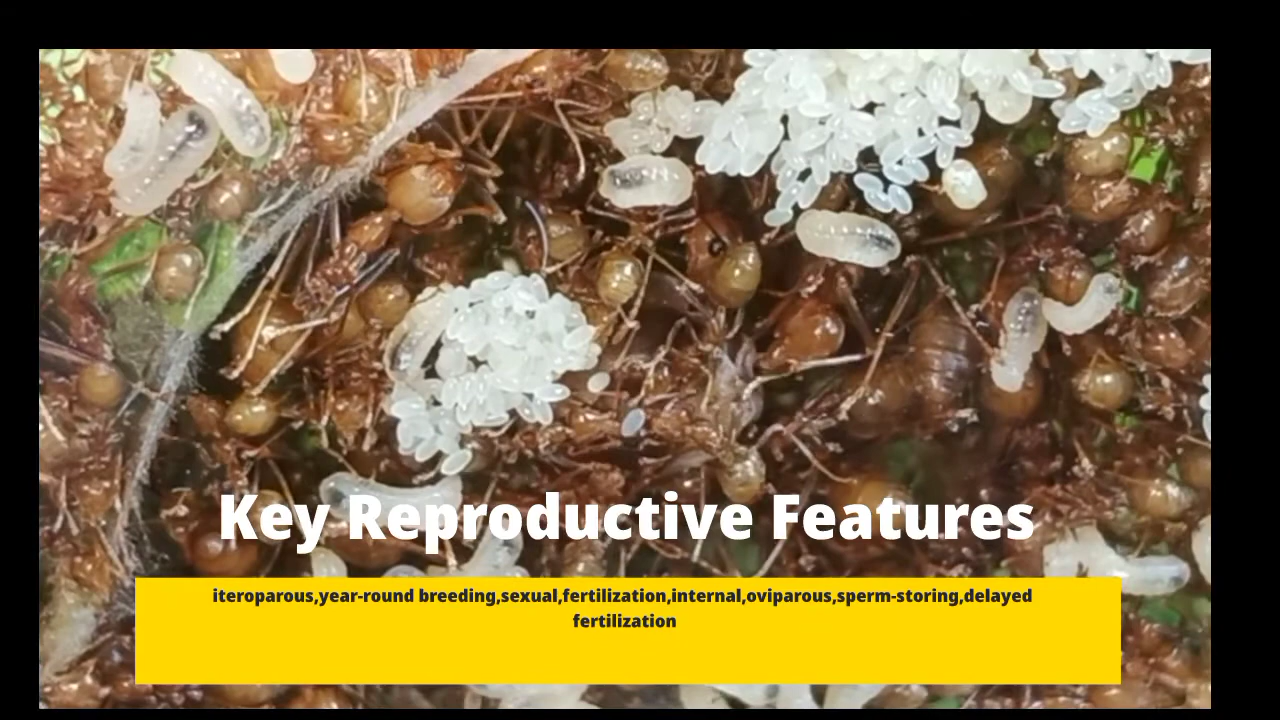 Key Reproductive Features
iteroparous,year-round breeding,sexual,fertilization,internal,oviparous,sperm-storing,delayed
fertilization